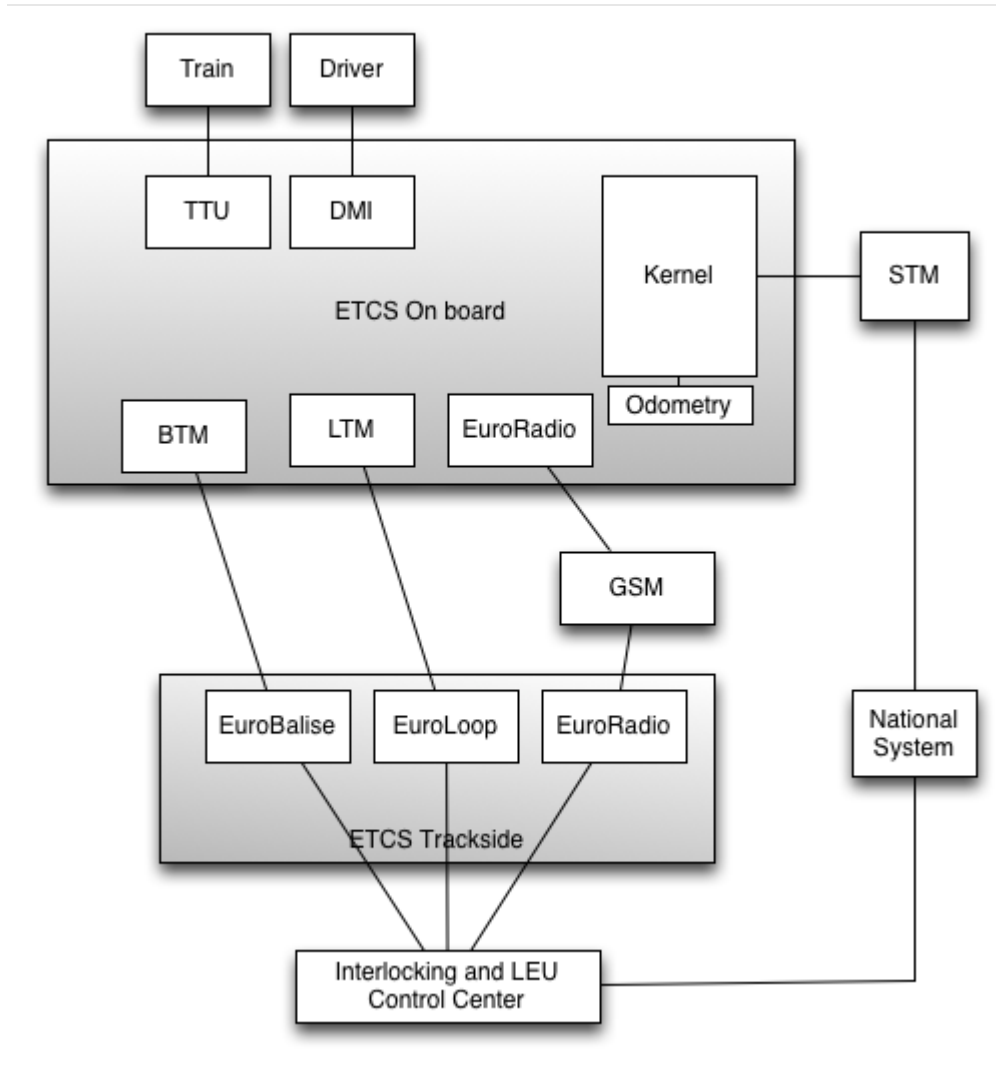 Train
Driver
TTU
DMI
Kernel
STM
ETCS On board
Odometry
BTM
LTM
EuroRadio
GSM
EuroBalise
EuroLoop
EuroRadio
National
System
ETCS Trackside
Interlocking and LEU
Control Center